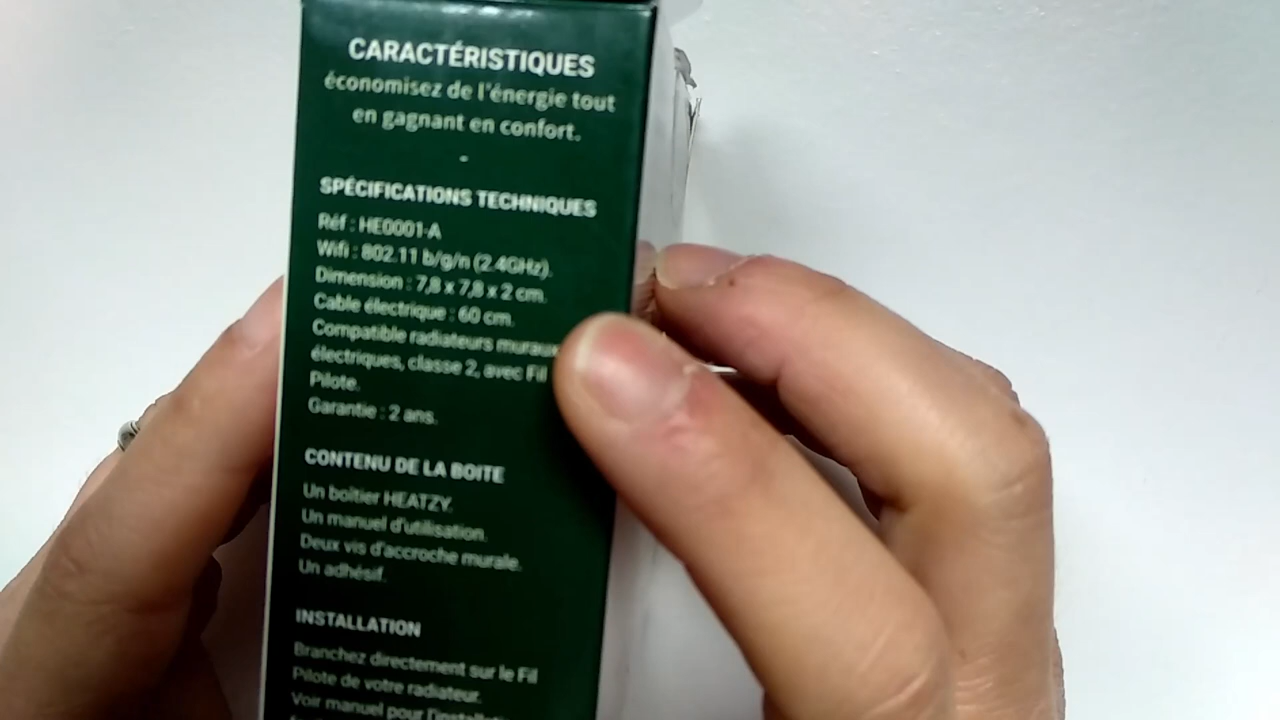 CARACTÉRISTIQUES
économisez de l'énergie tout
en gagnant en confort.
-
SPÉCIFICATIONS TECHNIQUES
Réf : HE0001-A
Wifi : 802.11 b/g/n (2.4GHz).
Dimension : 7,8 x 7,8 x 2 cm.
Cable électrique : 60 cm.
Compatible radiateurs muraux
électriques, classe 2, avec Fil
Pilote.
Garantie : 2 ans.
CONTENU DE LA BOITE
Un boîtier HEATZY.
Un manuel d'utilisation.
Deux vis d'accroche murale.
Un adhésif.
INSTALLATION
Branchez directement sur le Fil
Pilote de votre radiateur.
Voir manuel pour